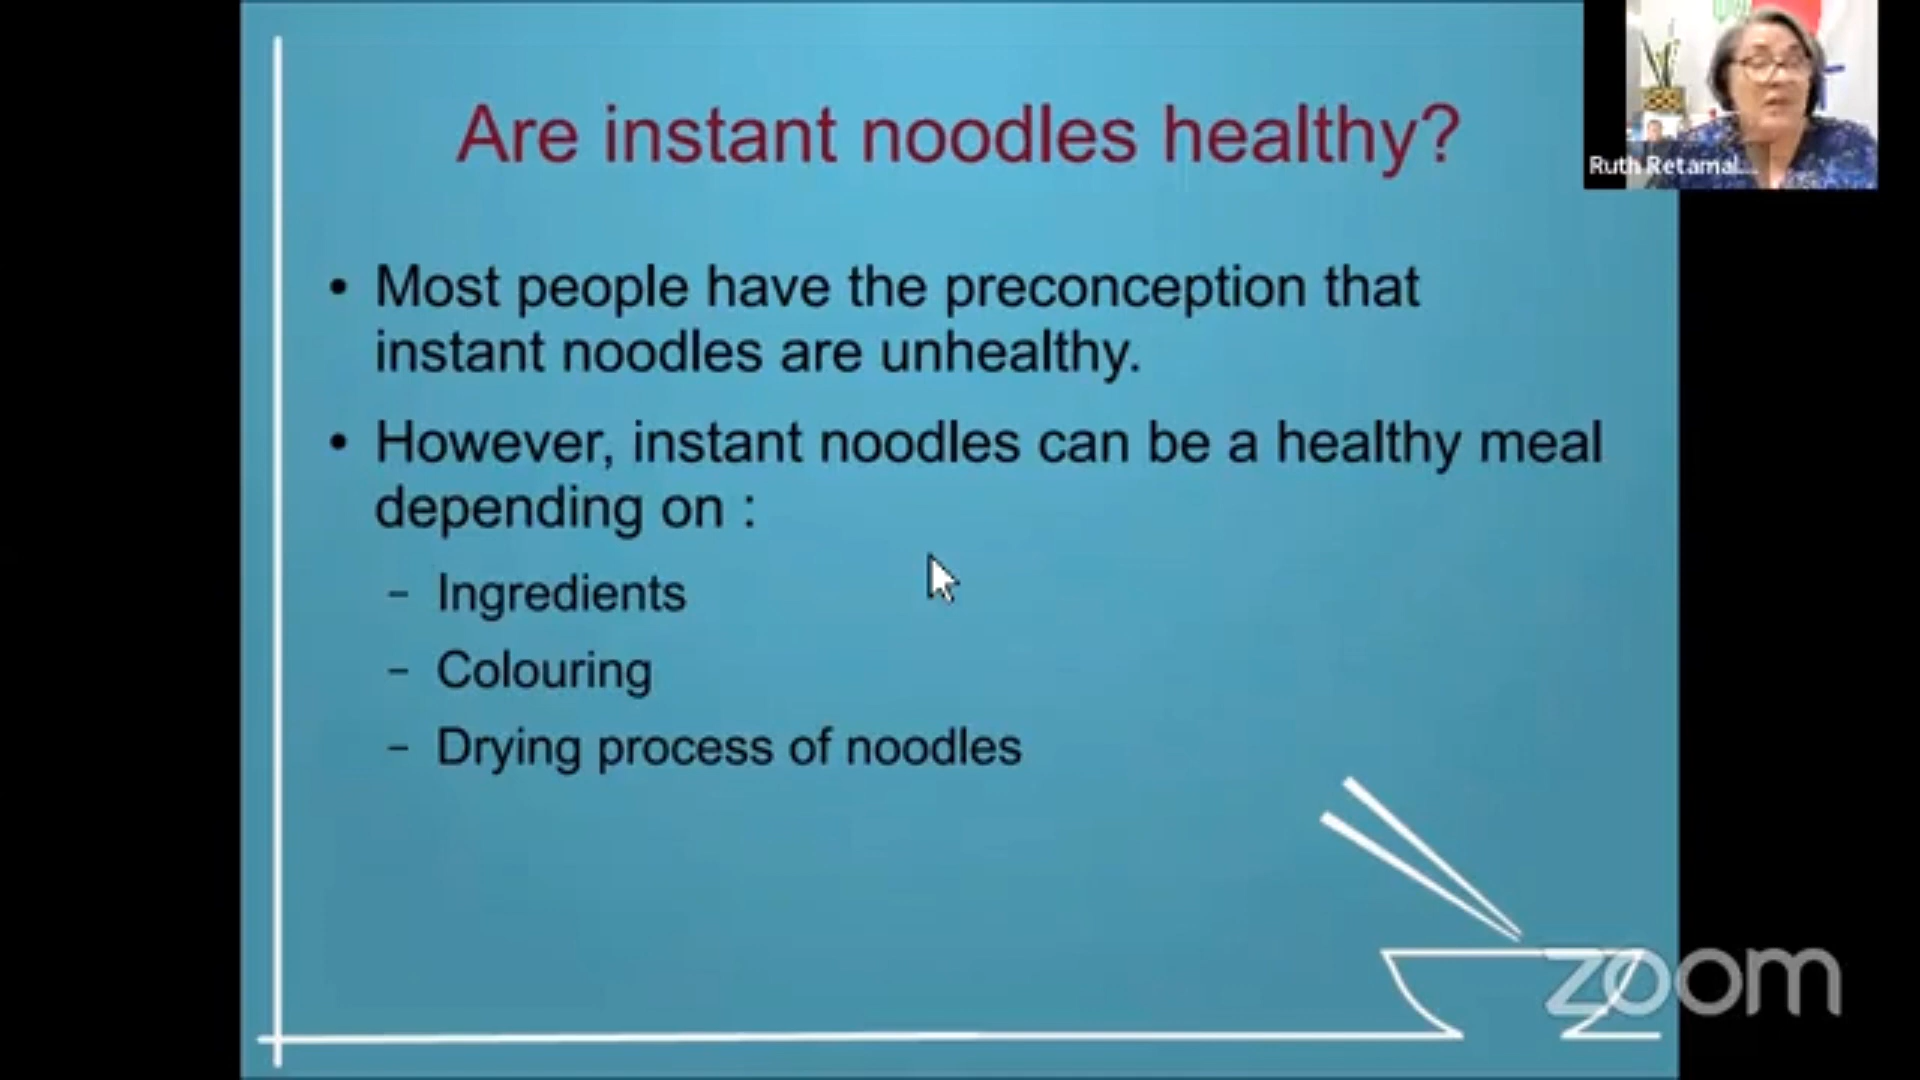 Are instant noodles healthy?
Ruth Retamal...
• Most people have the preconception that
instant noodles are unhealthy.
• However, instant noodles can be a healthy meal
depending on :
– Ingredients
– Colouring
– Drying process of noodles
zoom